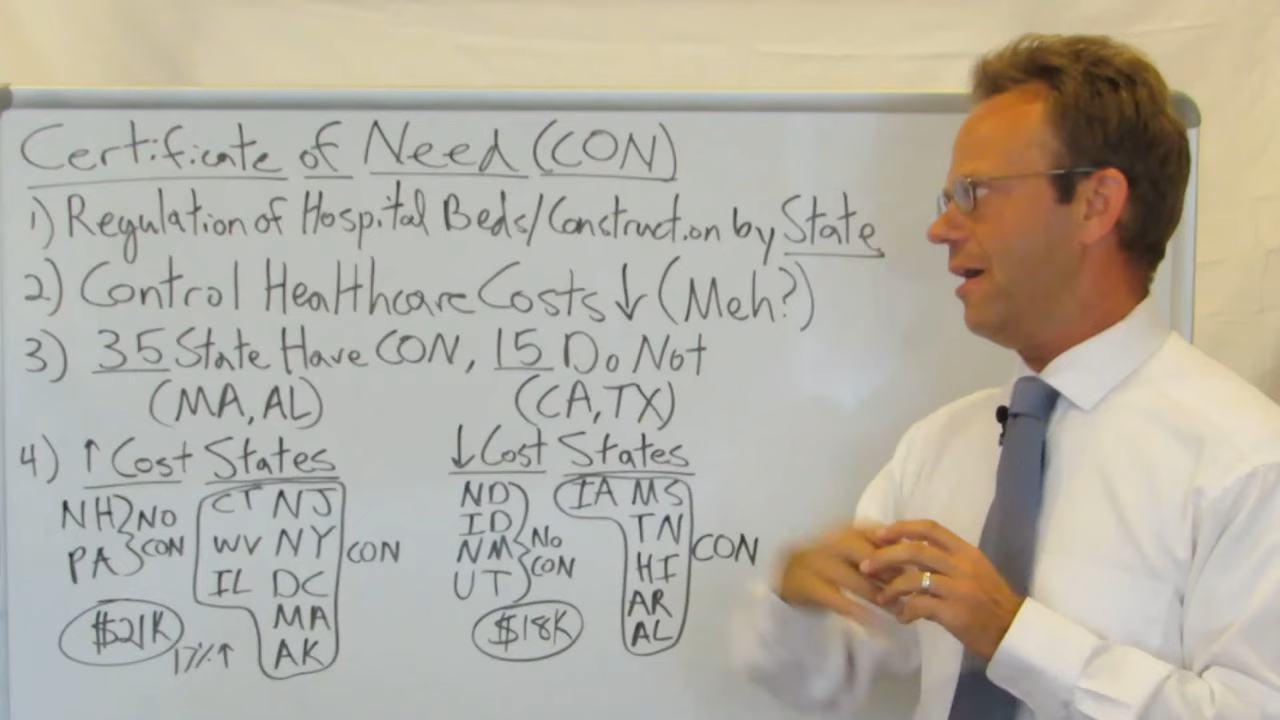 Certificate of Need (CON)
1) Regulation of Hospital Beds/Construction by State
2) Control Healthcare Costs ↓ (Meh?)
3) 35 State Have CON, 15 Do Not
(MA, AL) (CA, TX)
4) ↑ Cost States ↓ Cost States
NH NO CT NJ ND IA MS
PA CON WV NY CON ID NO TN CON
IL DC NM CON HI
MA UT AR
$21K 17%↑ AK $18K AL